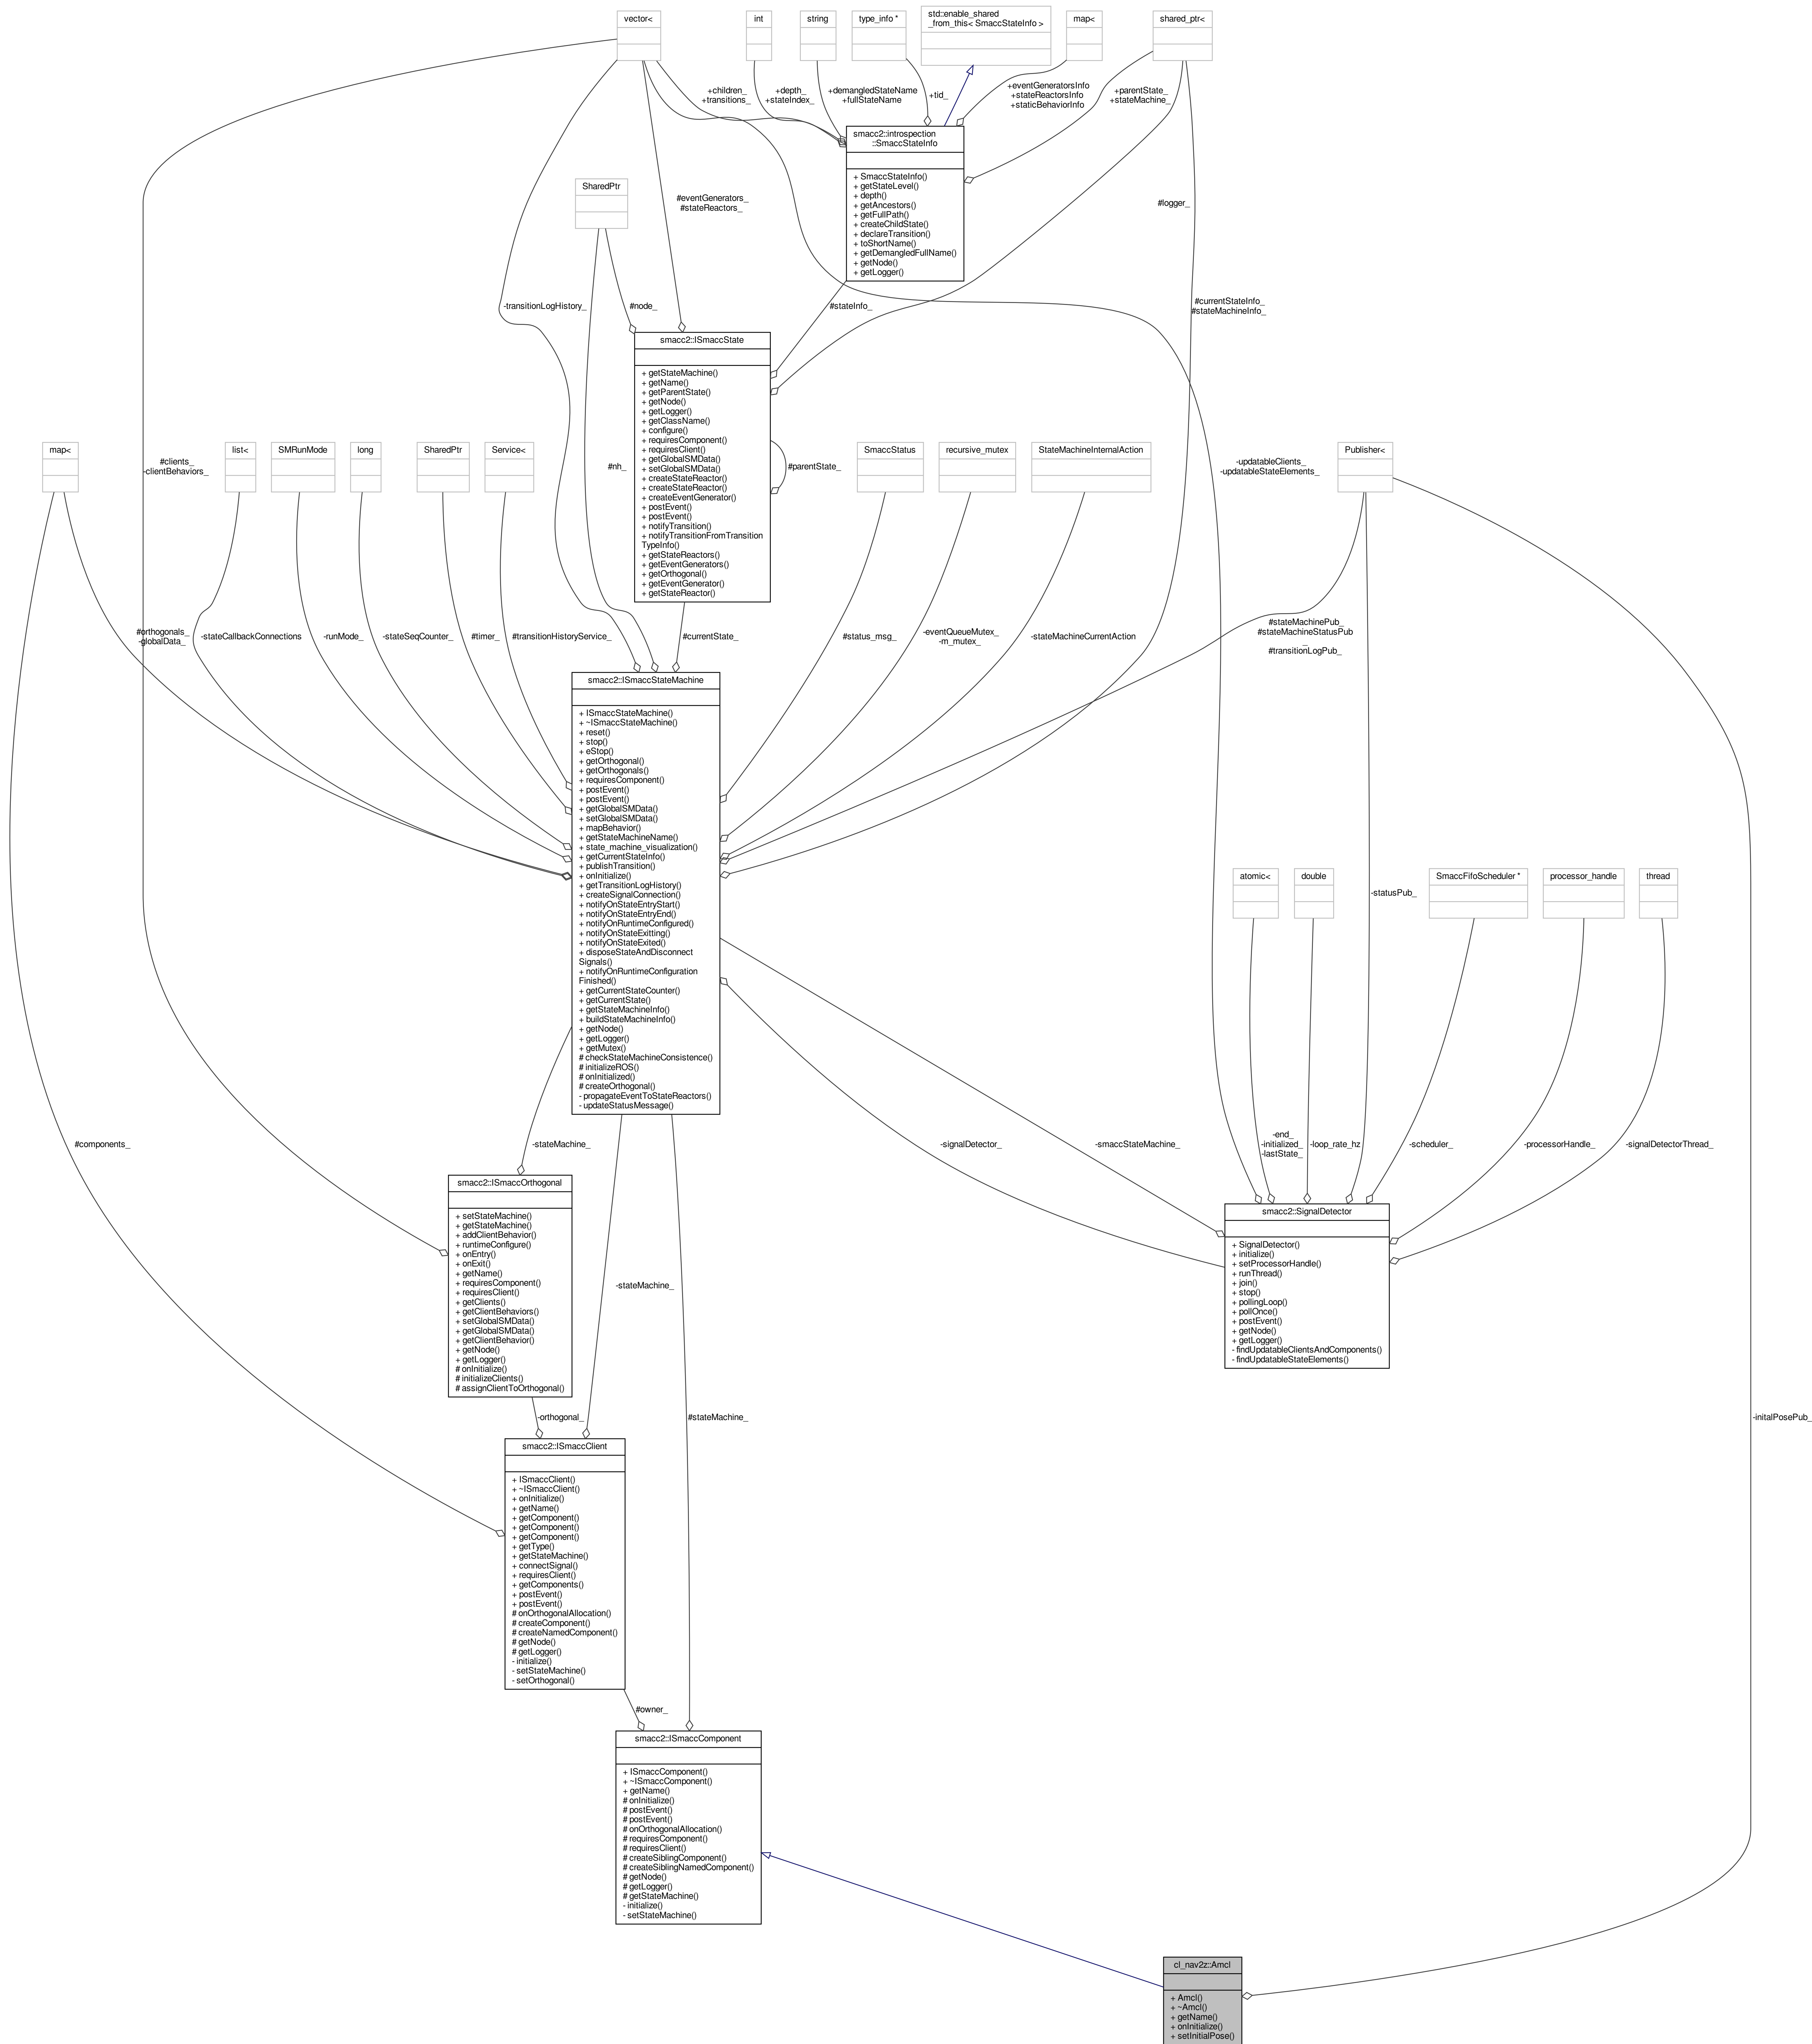 vector<
int
string
type_info *
std::enable_shared
_from_this< SmaccStateInfo >
map<
shared_ptr<
+children_
+transitions_
+depth_
+stateIndex_
+demangledStateName
+fullStateName
+tid_
+eventGeneratorsInfo
+stateReactorsInfo
+staticBehaviorInfo
+parentState_
+stateMachine_
smacc2::introspection
::SmaccStateInfo
+ SmaccStateInfo()
+ getStateLevel()
+ depth()
+ getAncestors()
+ getFullPath()
+ createChildState()
+ declareTransition()
+ toShortName()
+ getDemangledFullName()
+ getNode()
+ getLogger()
SharedPtr
#eventGenerators_
#stateReactors_
#logger_
-transitionLogHistory_
#node_
#stateInfo_
#currentStateInfo_
#stateMachineInfo_
smacc2::ISmaccState
+ getStateMachine()
+ getName()
+ getParentState()
+ getNode()
+ getLogger()
+ getClassName()
+ configure()
+ requiresComponent()
+ requiresClient()
+ getGlobalSMData()
+ setGlobalSMData()
+ createStateReactor()
+ createStateReactor()
+ createEventGenerator()
+ postEvent()
+ postEvent()
+ notifyTransition()
+ notifyTransitionFromTransition
TypeInfo()
+ getStateReactors()
+ getEventGenerators()
+ getOrthogonal()
+ getEventGenerator()
+ getStateReactor()
#parentState_
map<
#clients_
-clientBehaviors_
list<
SMRunMode
long
SharedPtr
Service<
#nh_
SmaccStatus
recursive_mutex
StateMachineInternalAction
-updatableClients_
-updatableStateElements_
Publisher<
#orthogonals_
-globalData_
-stateCallbackConnections
-runMode_
-stateSeqCounter_
#timer_
#transitionHistoryService_
#currentState_
#status_msg_
-eventQueueMutex_
-m_mutex_
-stateMachineCurrentAction
#stateMachinePub_
#stateMachineStatusPub
_
#transitionLogPub_
smacc2::ISmaccStateMachine
+ ISmaccStateMachine()
+ ~ISmaccStateMachine()
+ reset()
+ stop()
+ eStop()
+ getOrthogonal()
+ getOrthogonals()
+ requiresComponent()
+ postEvent()
+ postEvent()
+ getGlobalSMData()
+ setGlobalSMData()
+ mapBehavior()
+ getStateMachineName()
+ state_machine_visualization()
+ getCurrentStateInfo()
+ publishTransition()
+ onInitialize()
+ getTransitionLogHistory()
+ createSignalConnection()
+ notifyOnStateEntryStart()
+ notifyOnStateEntryEnd()
+ notifyOnRuntimeConfigured()
+ notifyOnStateExitting()
+ notifyOnStateExited()
+ disposeStateAndDisconnect
Signals()
+ notifyOnRuntimeConfiguration
Finished()
+ getCurrentStateCounter()
+ getCurrentState()
+ getStateMachineInfo()
+ buildStateMachineInfo()
+ getNode()
+ getLogger()
+ getMutex()
# checkStateMachineConsistence()
# initializeROS()
# onInitialized()
# createOrthogonal()
- propagateEventToStateReactors()
- updateStatusMessage()
atomic<
double
-statusPub_
SmaccFifoScheduler *
processor_handle
thread
#components_
-stateMachine_
-signalDetector_
-smaccStateMachine_
-end_
-initialized_
-lastState_
-loop_rate_hz
-scheduler_
-processorHandle_
-signalDetectorThread_
smacc2::ISmaccOrthogonal
+ setStateMachine()
+ getStateMachine()
+ addClientBehavior()
+ runtimeConfigure()
+ onEntry()
+ onExit()
+ getName()
+ requiresComponent()
+ requiresClient()
+ getClients()
+ getClientBehaviors()
+ setGlobalSMData()
+ getGlobalSMData()
+ getClientBehavior()
+ getNode()
+ getLogger()
# onInitialize()
# initializeClients()
# assignClientToOrthogonal()
smacc2::SignalDetector
+ SignalDetector()
+ initialize()
+ setProcessorHandle()
+ runThread()
+ join()
+ stop()
+ pollingLoop()
+ pollOnce()
+ postEvent()
+ getNode()
+ getLogger()
- findUpdatableClientsAndComponents()
- findUpdatableStateElements()
-stateMachine_
-orthogonal_
#stateMachine_
-initalPosePub_
smacc2::ISmaccClient
+ ISmaccClient()
+ ~ISmaccClient()
+ onInitialize()
+ getName()
+ getComponent()
+ getComponent()
+ getComponent()
+ getType()
+ getStateMachine()
+ connectSignal()
+ requiresClient()
+ getComponents()
+ postEvent()
+ postEvent()
# onOrthogonalAllocation()
# createComponent()
# createNamedComponent()
# getNode()
# getLogger()
- initialize()
- setStateMachine()
- setOrthogonal()
#owner_
smacc2::ISmaccComponent
+ ISmaccComponent()
+ ~ISmaccComponent()
+ getName()
# onInitialize()
# postEvent()
# postEvent()
# onOrthogonalAllocation()
# requiresComponent()
# requiresClient()
# createSiblingComponent()
# createSiblingNamedComponent()
# getNode()
# getLogger()
# getStateMachine()
- initialize()
- setStateMachine()
cl_nav2z::Amcl
+ Amcl()
+ ~Amcl()
+ getName()
+ onInitialize()
+ setInitialPose()